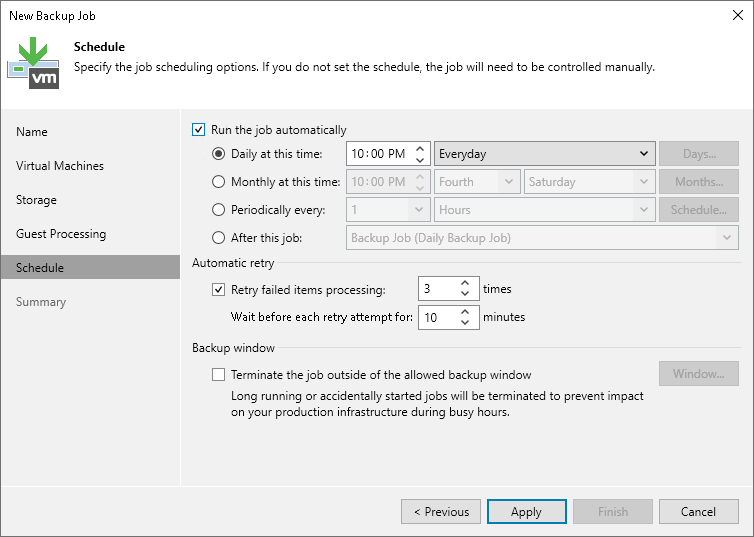 New Backup Job
vm
Schedule
Specify the job scheduling options. If you do not set the schedule, the job will need to be controlled manually.
Name
Virtual Machines
Storage
Guest Processing
Schedule
Summary
Run the job automatically
Daily at this time: 10:00 PM Everyday Days...
Monthly at this time: 10:00 PM Fourth Saturday Months...
Periodically every: 1 Hours Schedule...
After this job: Backup Job (Daily Backup Job)
Automatic retry
Retry failed items processing: 3 times
Wait before each retry attempt for: 10 minutes
Backup window
Terminate the job outside of the allowed backup window Window...
Long running or accidentally started jobs will be terminated to prevent impact
on your production infrastructure during busy hours.
< Previous Apply Finish Cancel